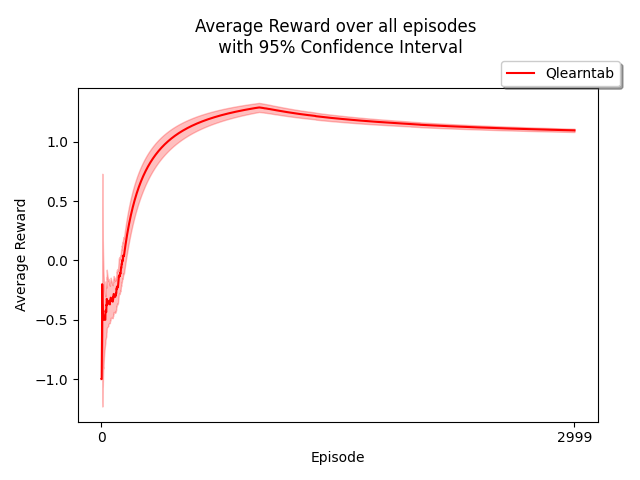 Average Reward over all episodes
with 95% Confidence Interval
Qlearntab
1.0
0.5
0.0
−0.5
−1.0
Average Reward
0
2999
Episode